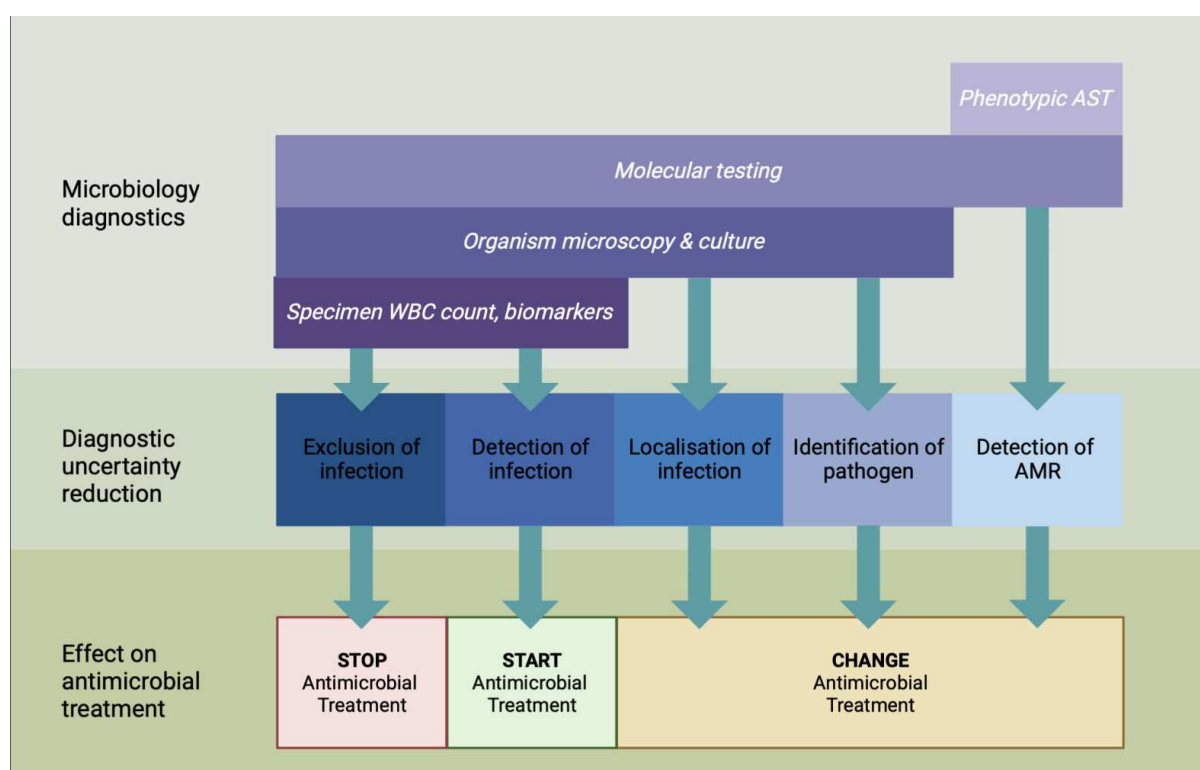 Phenotypic AST
Microbiology
diagnostics
Molecular testing
Organism microscopy & culture
Specimen WBC count, biomarkers
Diagnostic
uncertainty
reduction
Exclusion of
infection
Detection of
infection
Localisation of
infection
Identification of
pathogen
Detection of
AMR
Effect on
antimicrobial
treatment
STOP
Antimicrobial
Treatment
START
Antimicrobial
Treatment
CHANGE
Antimicrobial
Treatment